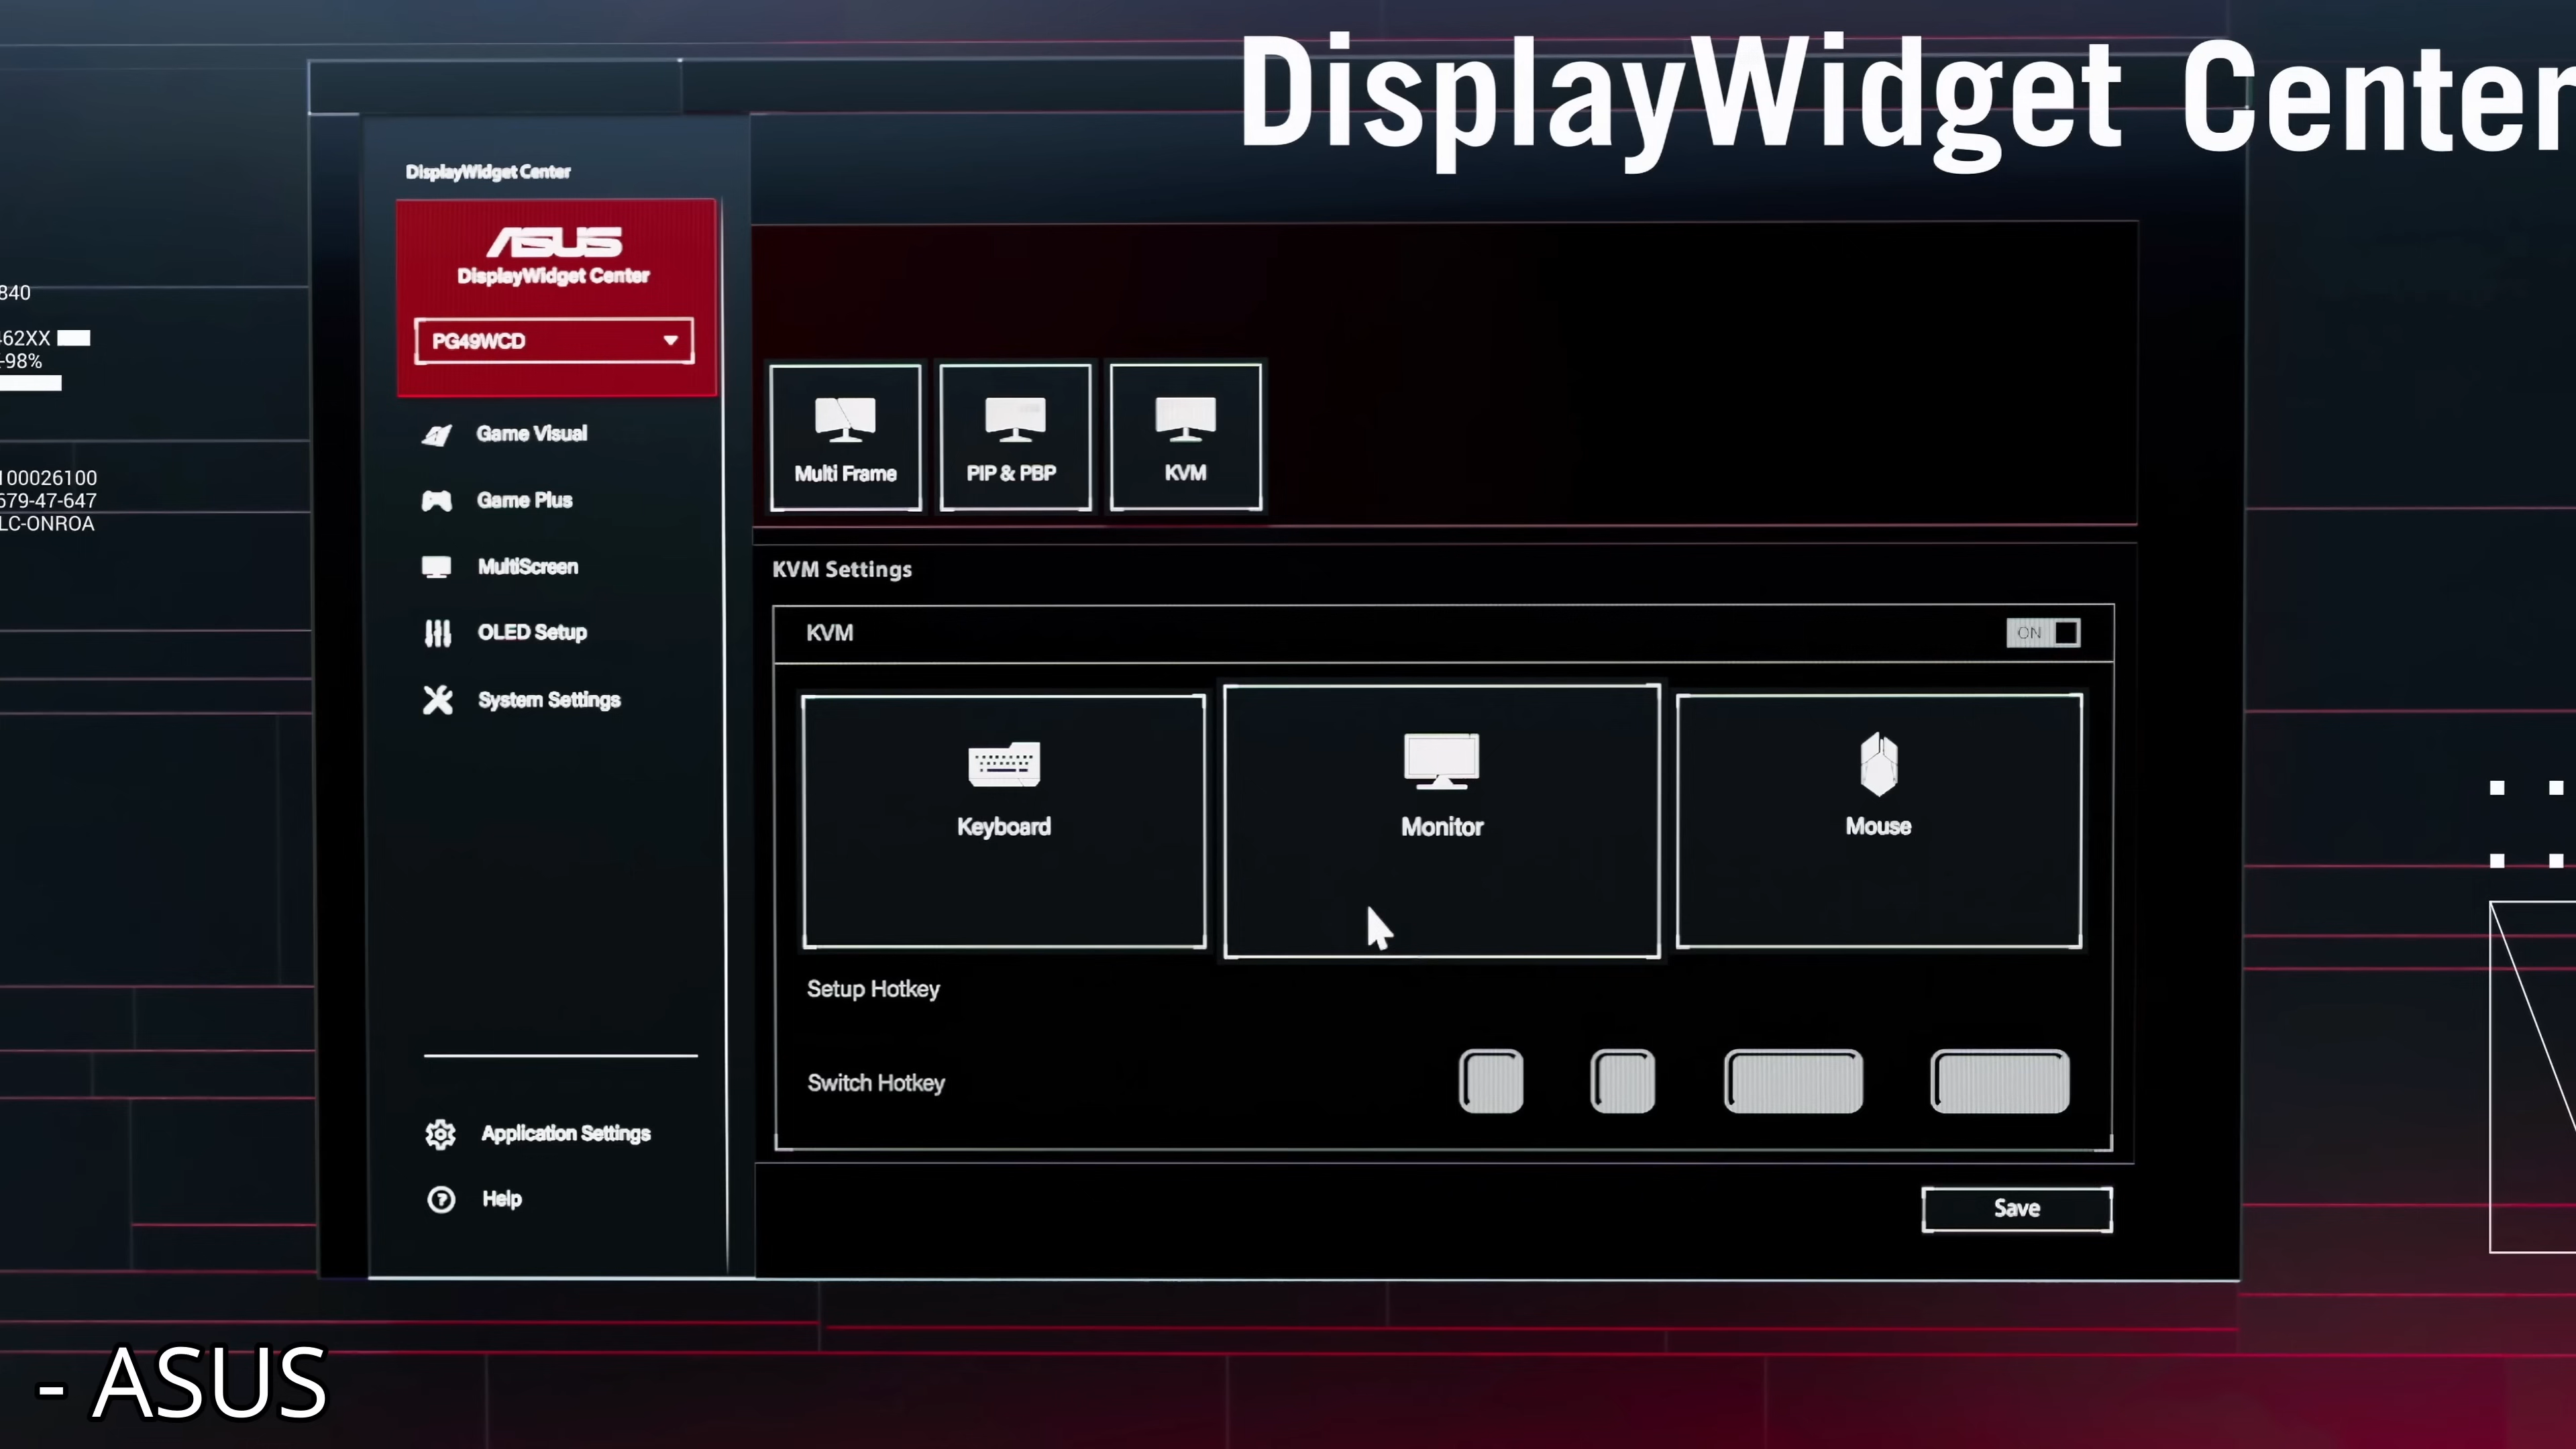 DisplayWidget Center
DisplayWidget Center
ASUS
DisplayWidget Center
PG49WCD
Game Visual
Game Plus
MultiScreen
OLED Setup
System Settings
Application Settings
Help
840
462XX
-98%
100026100
679-47-647
LC-ONROA
Multi Frame
PIP & PBP
KVM
KVM Settings
KVM
ON
Keyboard
Monitor
Mouse
Setup Hotkey
Switch Hotkey
Save
- ASUS